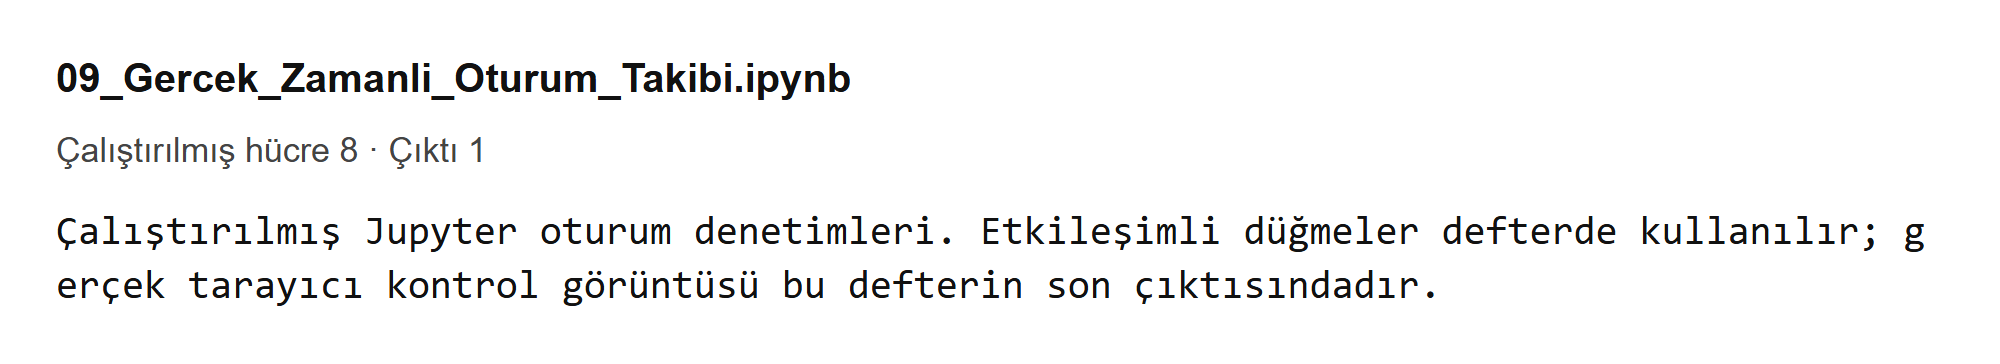 09_Gercek_Zamanli_Oturum_Takibi.ipynb
Çalıştırılmış hücre 8 · Çıktı 1
Çalıştırılmış Jupyter oturum denetimleri. Etkileşimli düğmeler defterde kullanılır; g
erçek tarayıcı kontrol görüntüsü bu defterin son çıktısındadır.